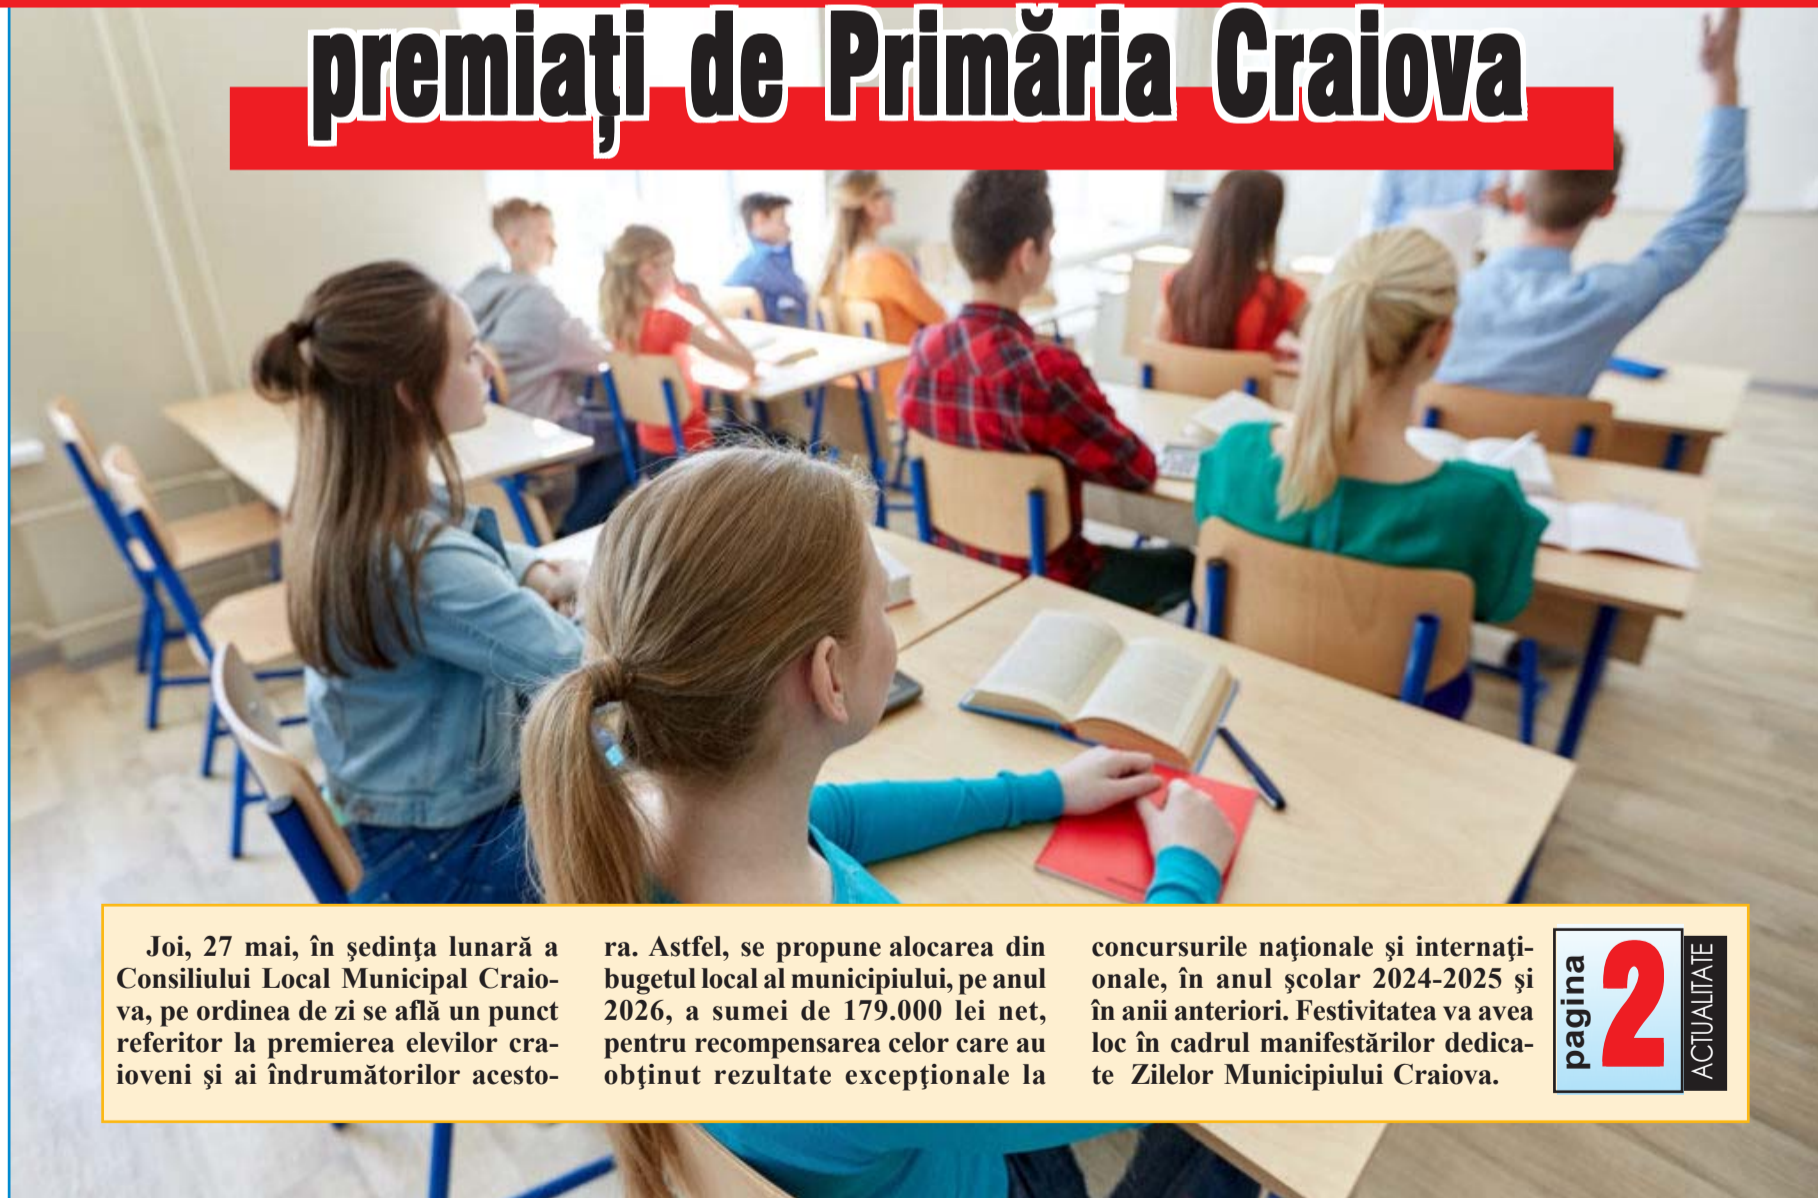 premiaţi de Primăria Craiova
Joi, 27 mai, în şedinţa lunară a
Consiliului Local Municipal Craio-
va, pe ordinea de zi se află un punct
referitor la premierea elevilor cra-
ioveni şi ai îndrumătorilor acesto-
ra. Astfel, se propune alocarea din
bugetul local al municipiului, pe anul
2026, a sumei de 179.000 lei net,
pentru recompensarea celor care au
obţinut rezultate excepţionale la
concursurile naţionale şi internaţi-
onale, în anul şcolar 2024-2025 şi
în anii anteriori. Festivitatea va avea
loc în cadrul manifestărilor dedica-
te Zilelor Municipiului Craiova.
pagina
2
ACTUALITATE